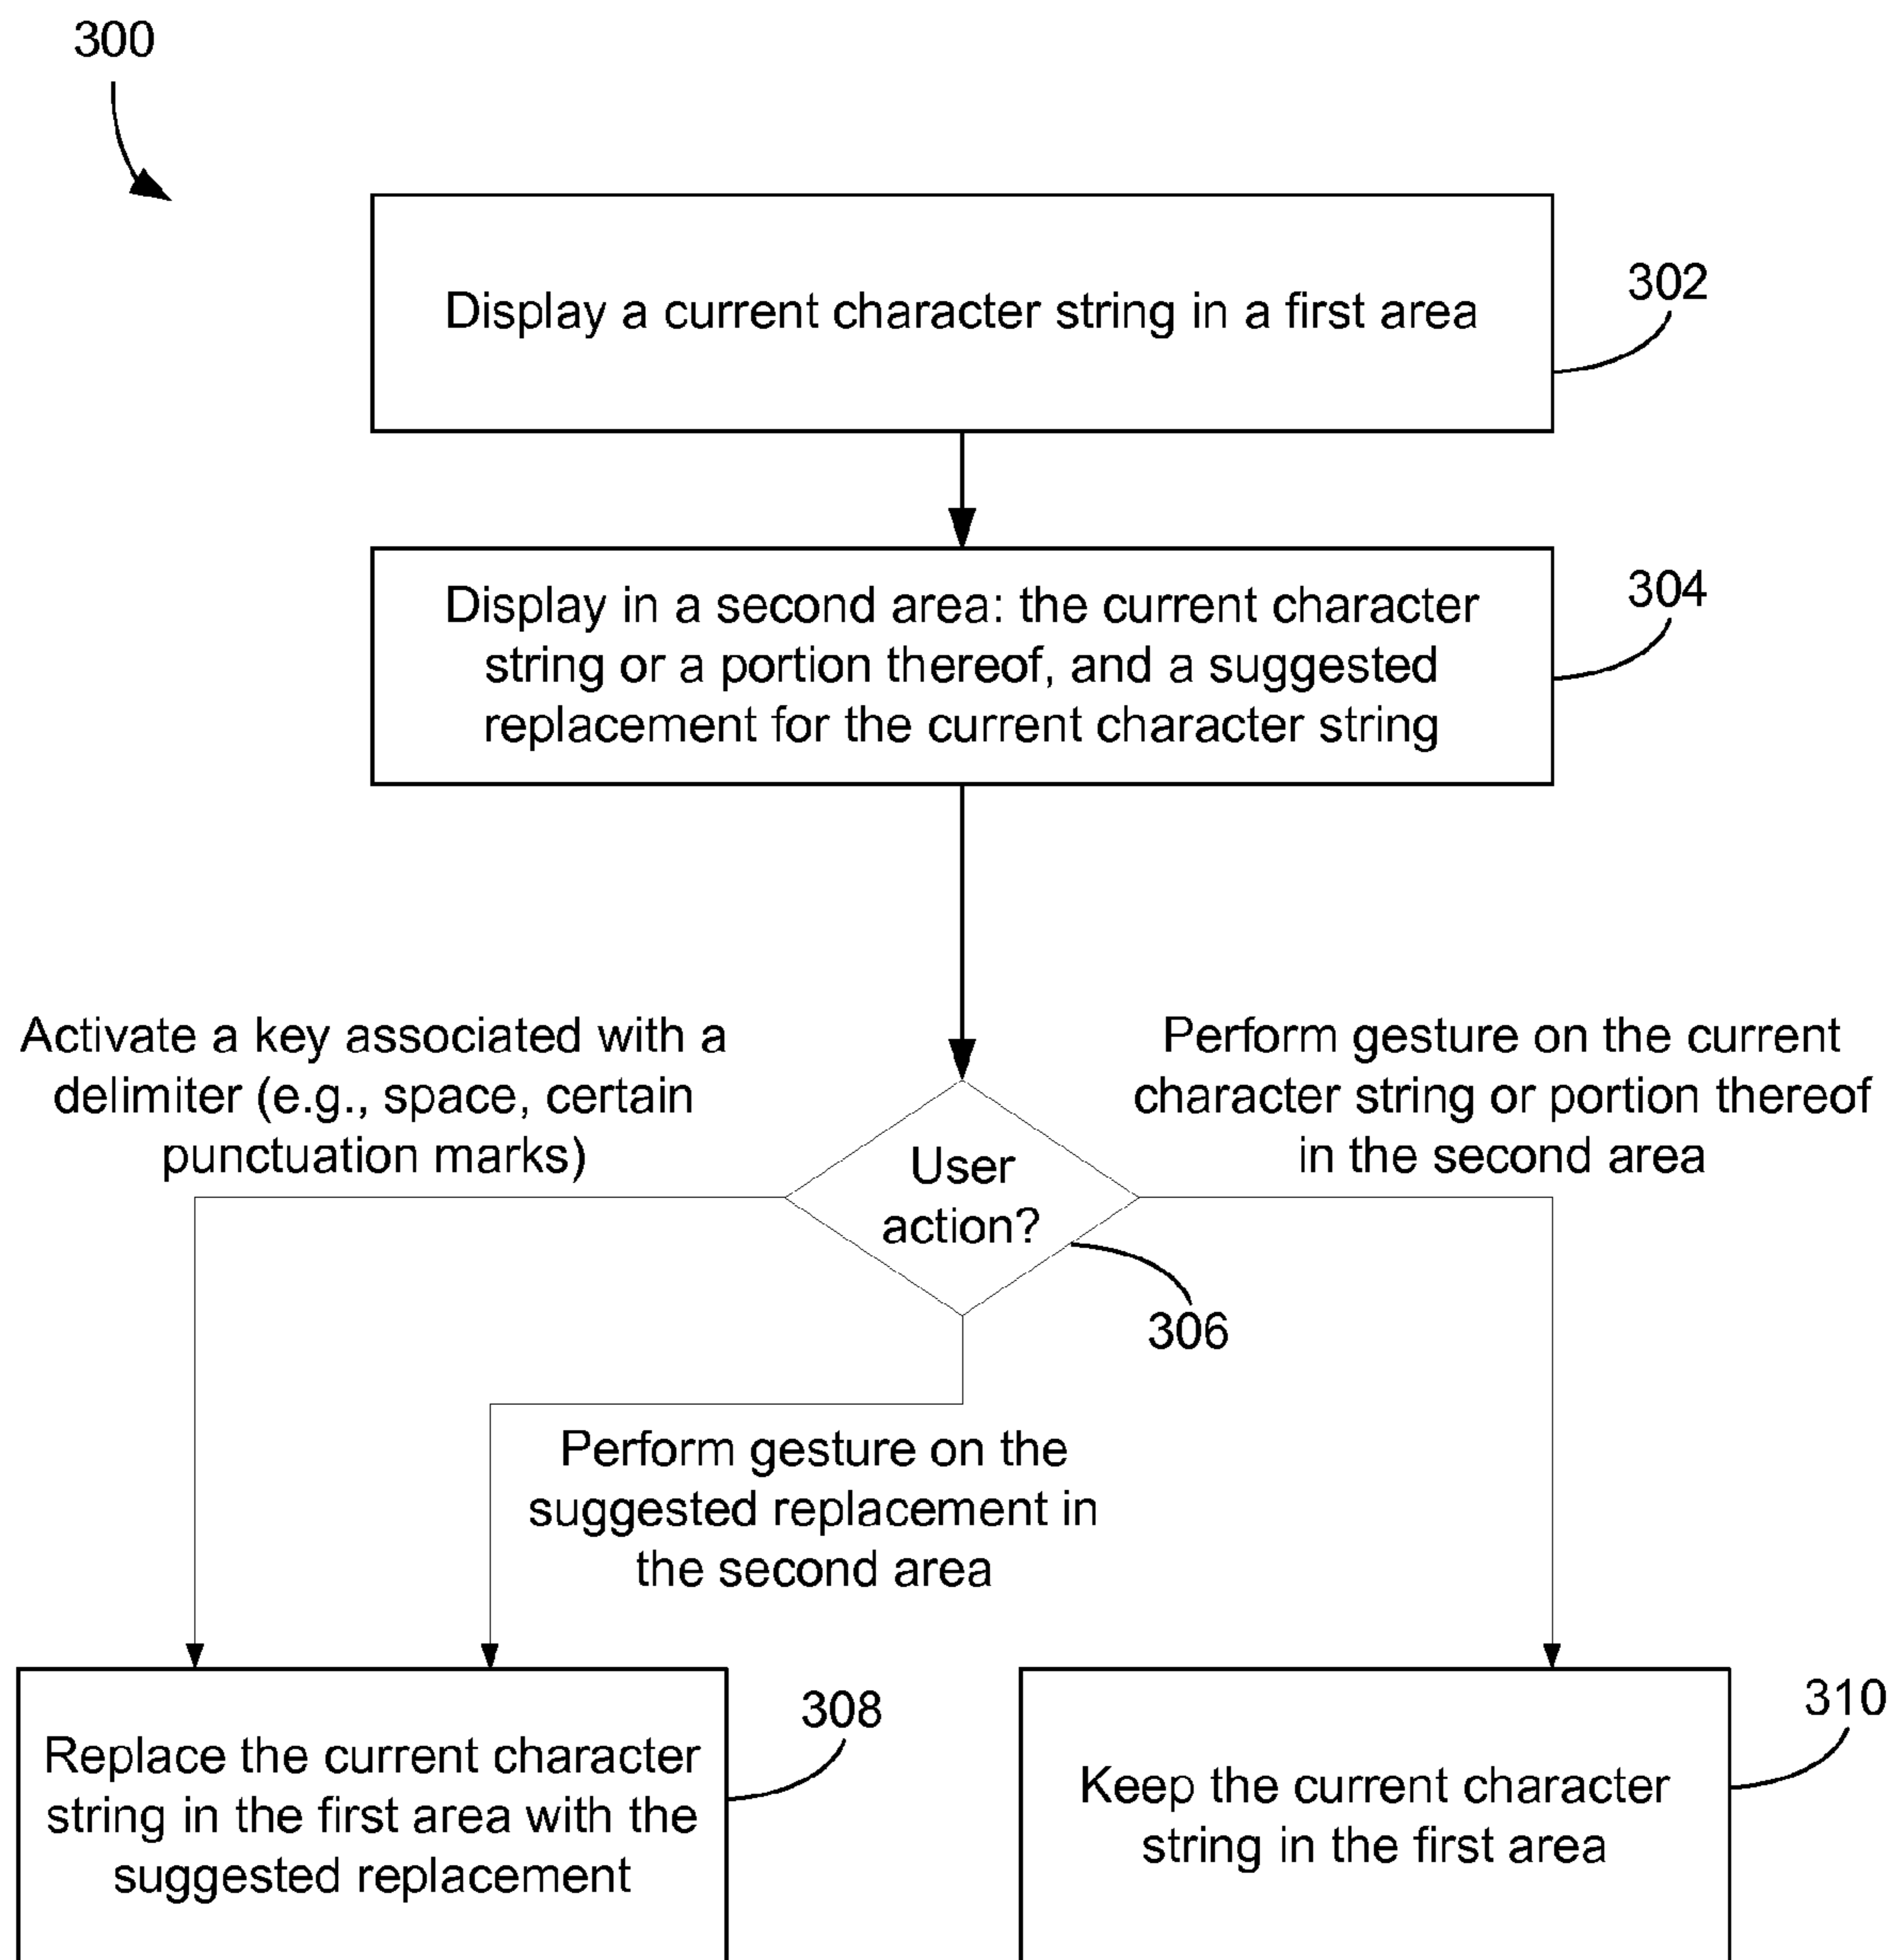 300
Display a current character string in a first area
302
Display in a second area: the current character
string or a portion thereof, and a suggested
replacement for the current character string
304
Activate a key associated with a
delimiter (e.g., space, certain
punctuation marks)
Perform gesture on the current
character string or portion thereof
in the second area
User
action?
306
Perform gesture on the
suggested replacement in
the second area
308
Replace the current character
string in the first area with the
suggested replacement
310
Keep the current character
string in the first area